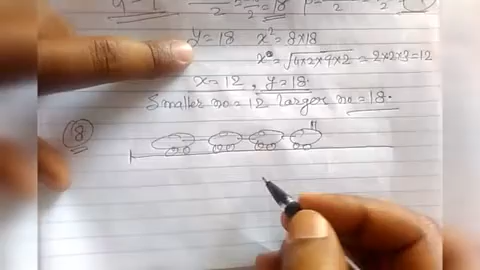 y = 18 x² = 8×18
x = √4×2×9×2 = 2×2×3 = 12
x = 12 , y = 18.
Smaller no = 12 larger no = 18.
18